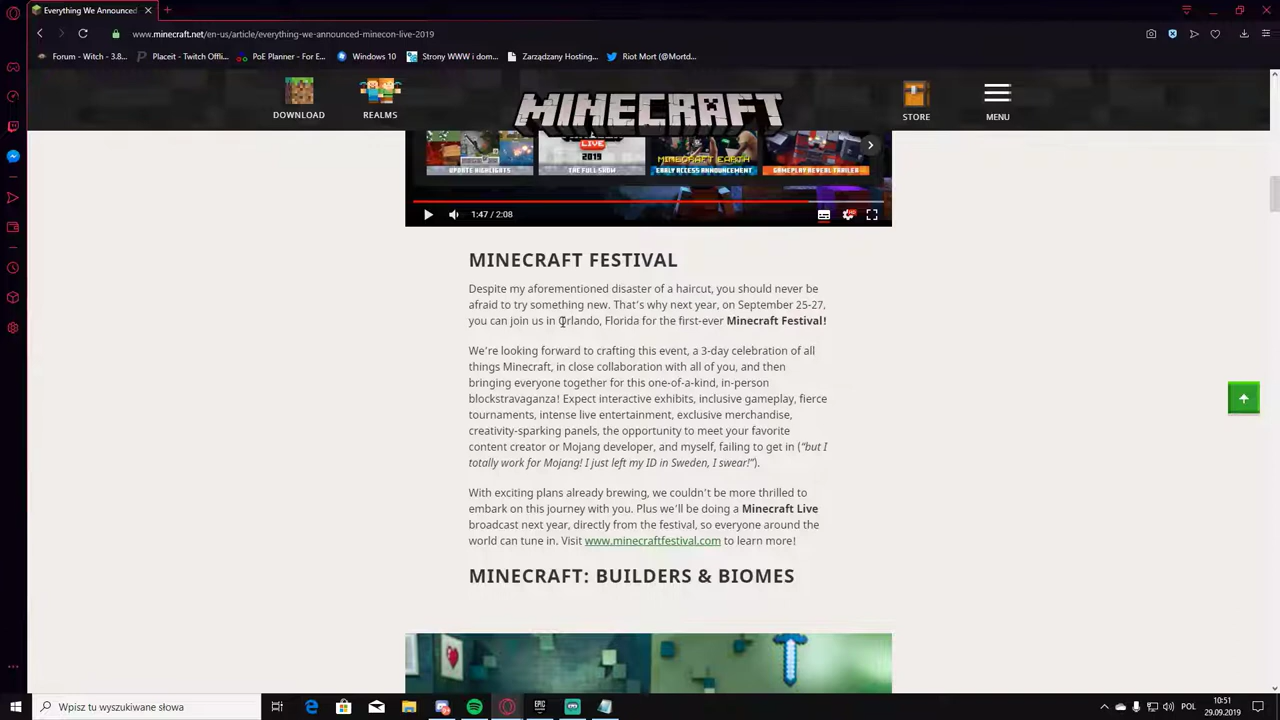 Everything We Announced
www.minecraft.net/en-us/article/everything-we-announced-minecon-live-2019
Forum - Witch - 3.8...
Placeit - Twitch Offi...
PoE Planner - For E...
Windows 10
Strony WWW i dom...
Zarządzany Hosting...
Riot Mort (@Mortd...
DOWNLOAD
REALMS
MINECRAFT
STORE
MENU
UPDATE HIGHLIGHTS
LIVE
2019
THE FULL SHOW
MINECRAFT EARTH
EARLY ACCESS ANNOUNCEMENT
GAMEPLAY REVEAL TRAILER
1:47 / 2:08
HD
MINECRAFT FESTIVAL
Despite my aforementioned disaster of a haircut, you should never be
afraid to try something new. That's why next year, on September 25-27,
you can join us in Orlando, Florida for the first-ever Minecraft Festival!
We're looking forward to crafting this event, a 3-day celebration of all
things Minecraft, in close collaboration with all of you, and then
bringing everyone together for this one-of-a-kind, in-person
blockstravaganza! Expect interactive exhibits, inclusive gameplay, fierce
tournaments, intense live entertainment, exclusive merchandise,
creativity-sparking panels, the opportunity to meet your favorite
content creator or Mojang developer, and myself, failing to get in (“but I
totally work for Mojang! I just left my ID in Sweden, I swear!”).
With exciting plans already brewing, we couldn't be more thrilled to
embark on this journey with you. Plus we'll be doing a Minecraft Live
broadcast next year, directly from the festival, so everyone around the
world can tune in. Visit www.minecraftfestival.com to learn more!
MINECRAFT: BUILDERS & BIOMES
Wpisz tu wyszukiwane słowa
EPIC
POL
10:51
29.09.2019